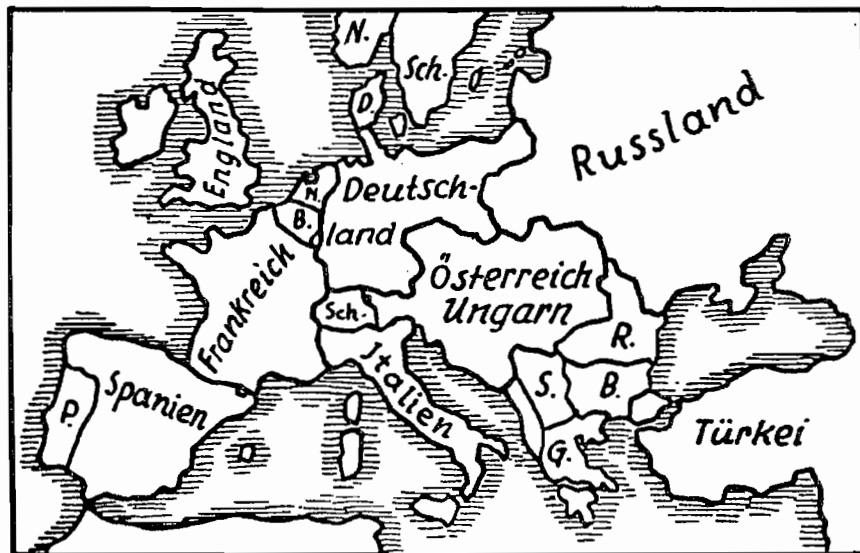 N.
Sch.
D.
England
Russland
N.
B.
Deutsch-
land
Frankreich
Sch.
Österreich
Ungarn
Italien
R.
S.
B.
G.
Türkei
P.
Spanien